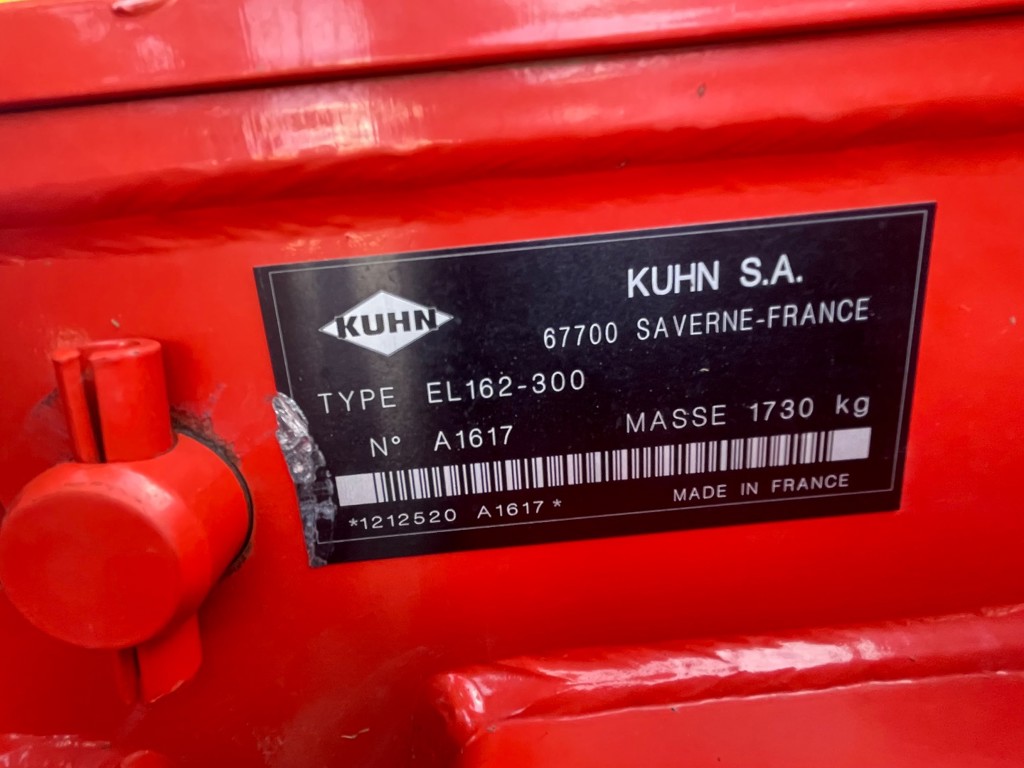 KUHN
KUHN S.A.
67700 SAVERNE-FRANCE
TYPE EL162-300
N° A1617
MASSE 1730 kg
*1212520 A1617*
MADE IN FRANCE